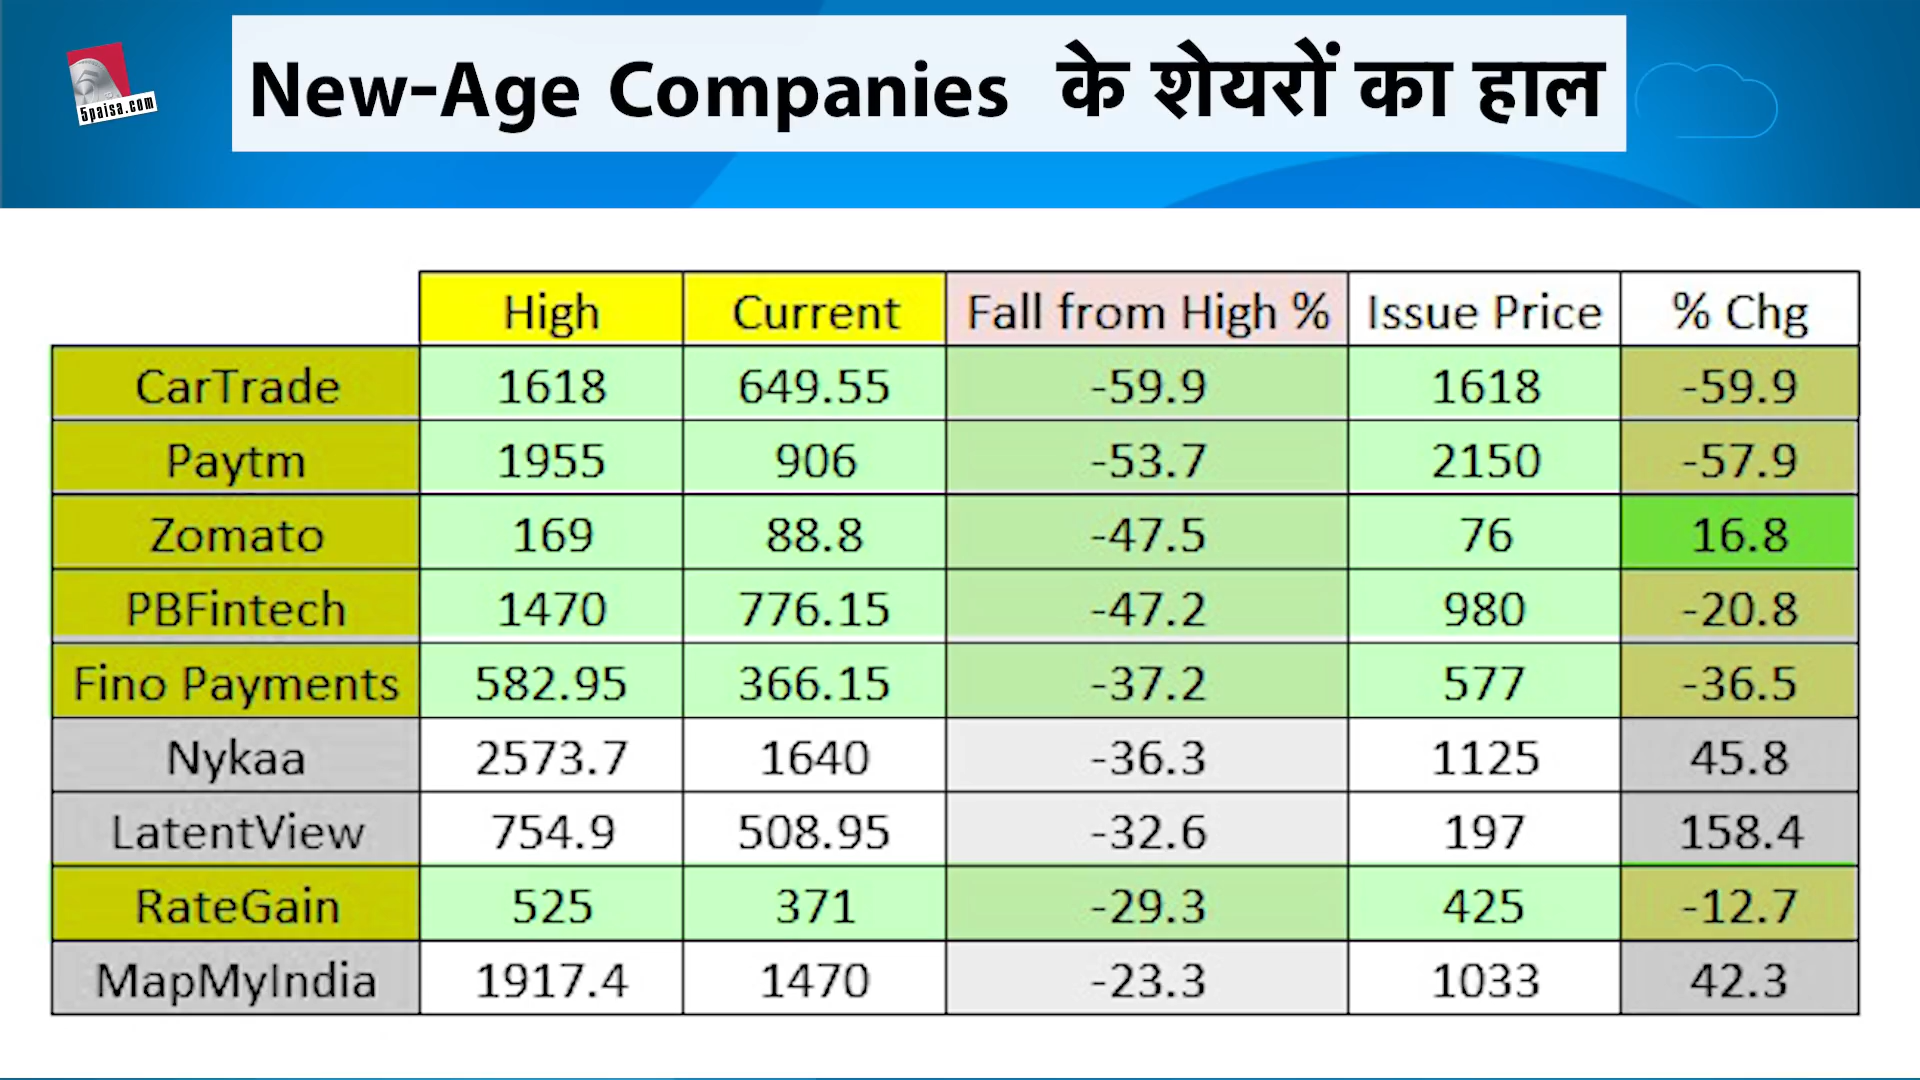 5paisa.com
New-Age Companies के शेयरों का हाल
High Current Fall from High % Issue Price % Chg
CarTrade 1618 649.55 -59.9 1618 -59.9
Paytm 1955 906 -53.7 2150 -57.9
Zomato 169 88.8 -47.5 76 16.8
PBFintech 1470 776.15 -47.2 980 -20.8
Fino Payments 582.95 366.15 -37.2 577 -36.5
Nykaa 2573.7 1640 -36.3 1125 45.8
LatentView 754.9 508.95 -32.6 197 158.4
RateGain 525 371 -29.3 425 -12.7
MapMyIndia 1917.4 1470 -23.3 1033 42.3